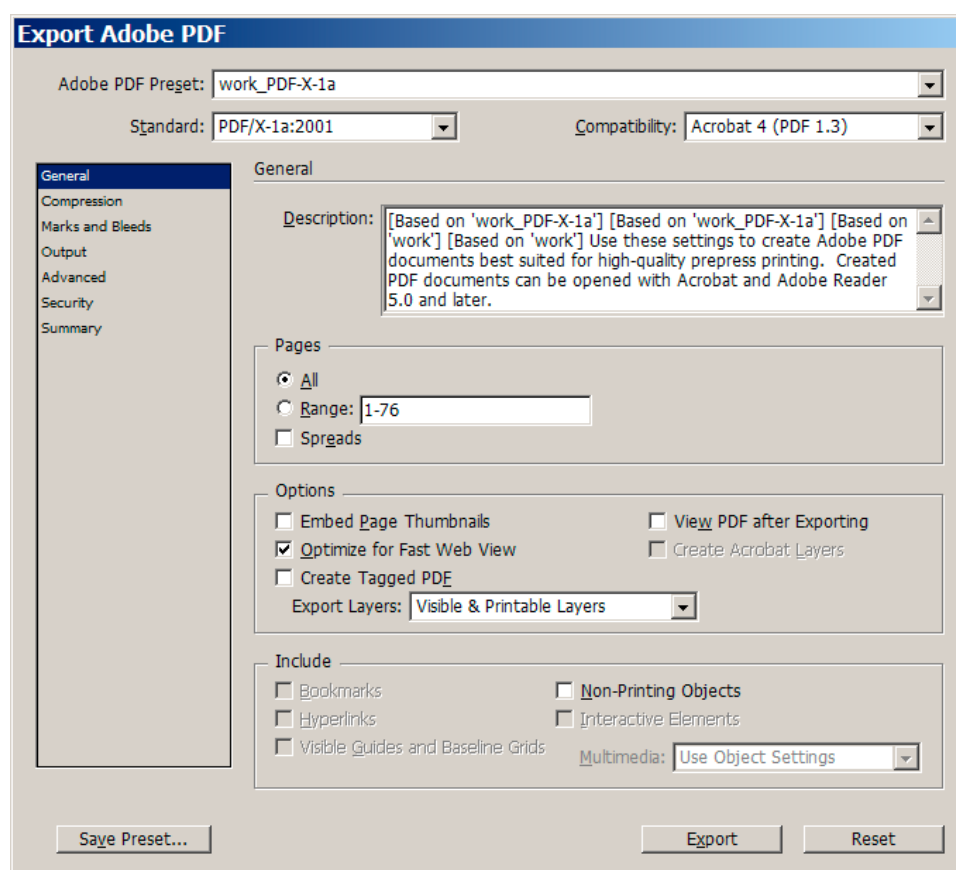 Export Adobe PDF
Adobe PDF Preset: work_PDF-X-1a
Standard: PDF/X-1a:2001 Compatibility: Acrobat 4 (PDF 1.3)
General
Compression
Marks and Bleeds
Output
Advanced
Security
Summary
General
Description: [Based on 'work_PDF-X-1a'] [Based on 'work_PDF-X-1a'] [Based on
'work'] [Based on 'work'] Use these settings to create Adobe PDF
documents best suited for high-quality prepress printing.  Created
PDF documents can be opened with Acrobat and Adobe Reader
5.0 and later.
Pages
All
Range: 1-76
Spreads
Options
Embed Page Thumbnails View PDF after Exporting
Optimize for Fast Web View Create Acrobat Layers
Create Tagged PDF
Export Layers: Visible & Printable Layers
Include
Bookmarks Non-Printing Objects
Hyperlinks Interactive Elements
Visible Guides and Baseline Grids Multimedia: Use Object Settings
Save Preset... Export Reset